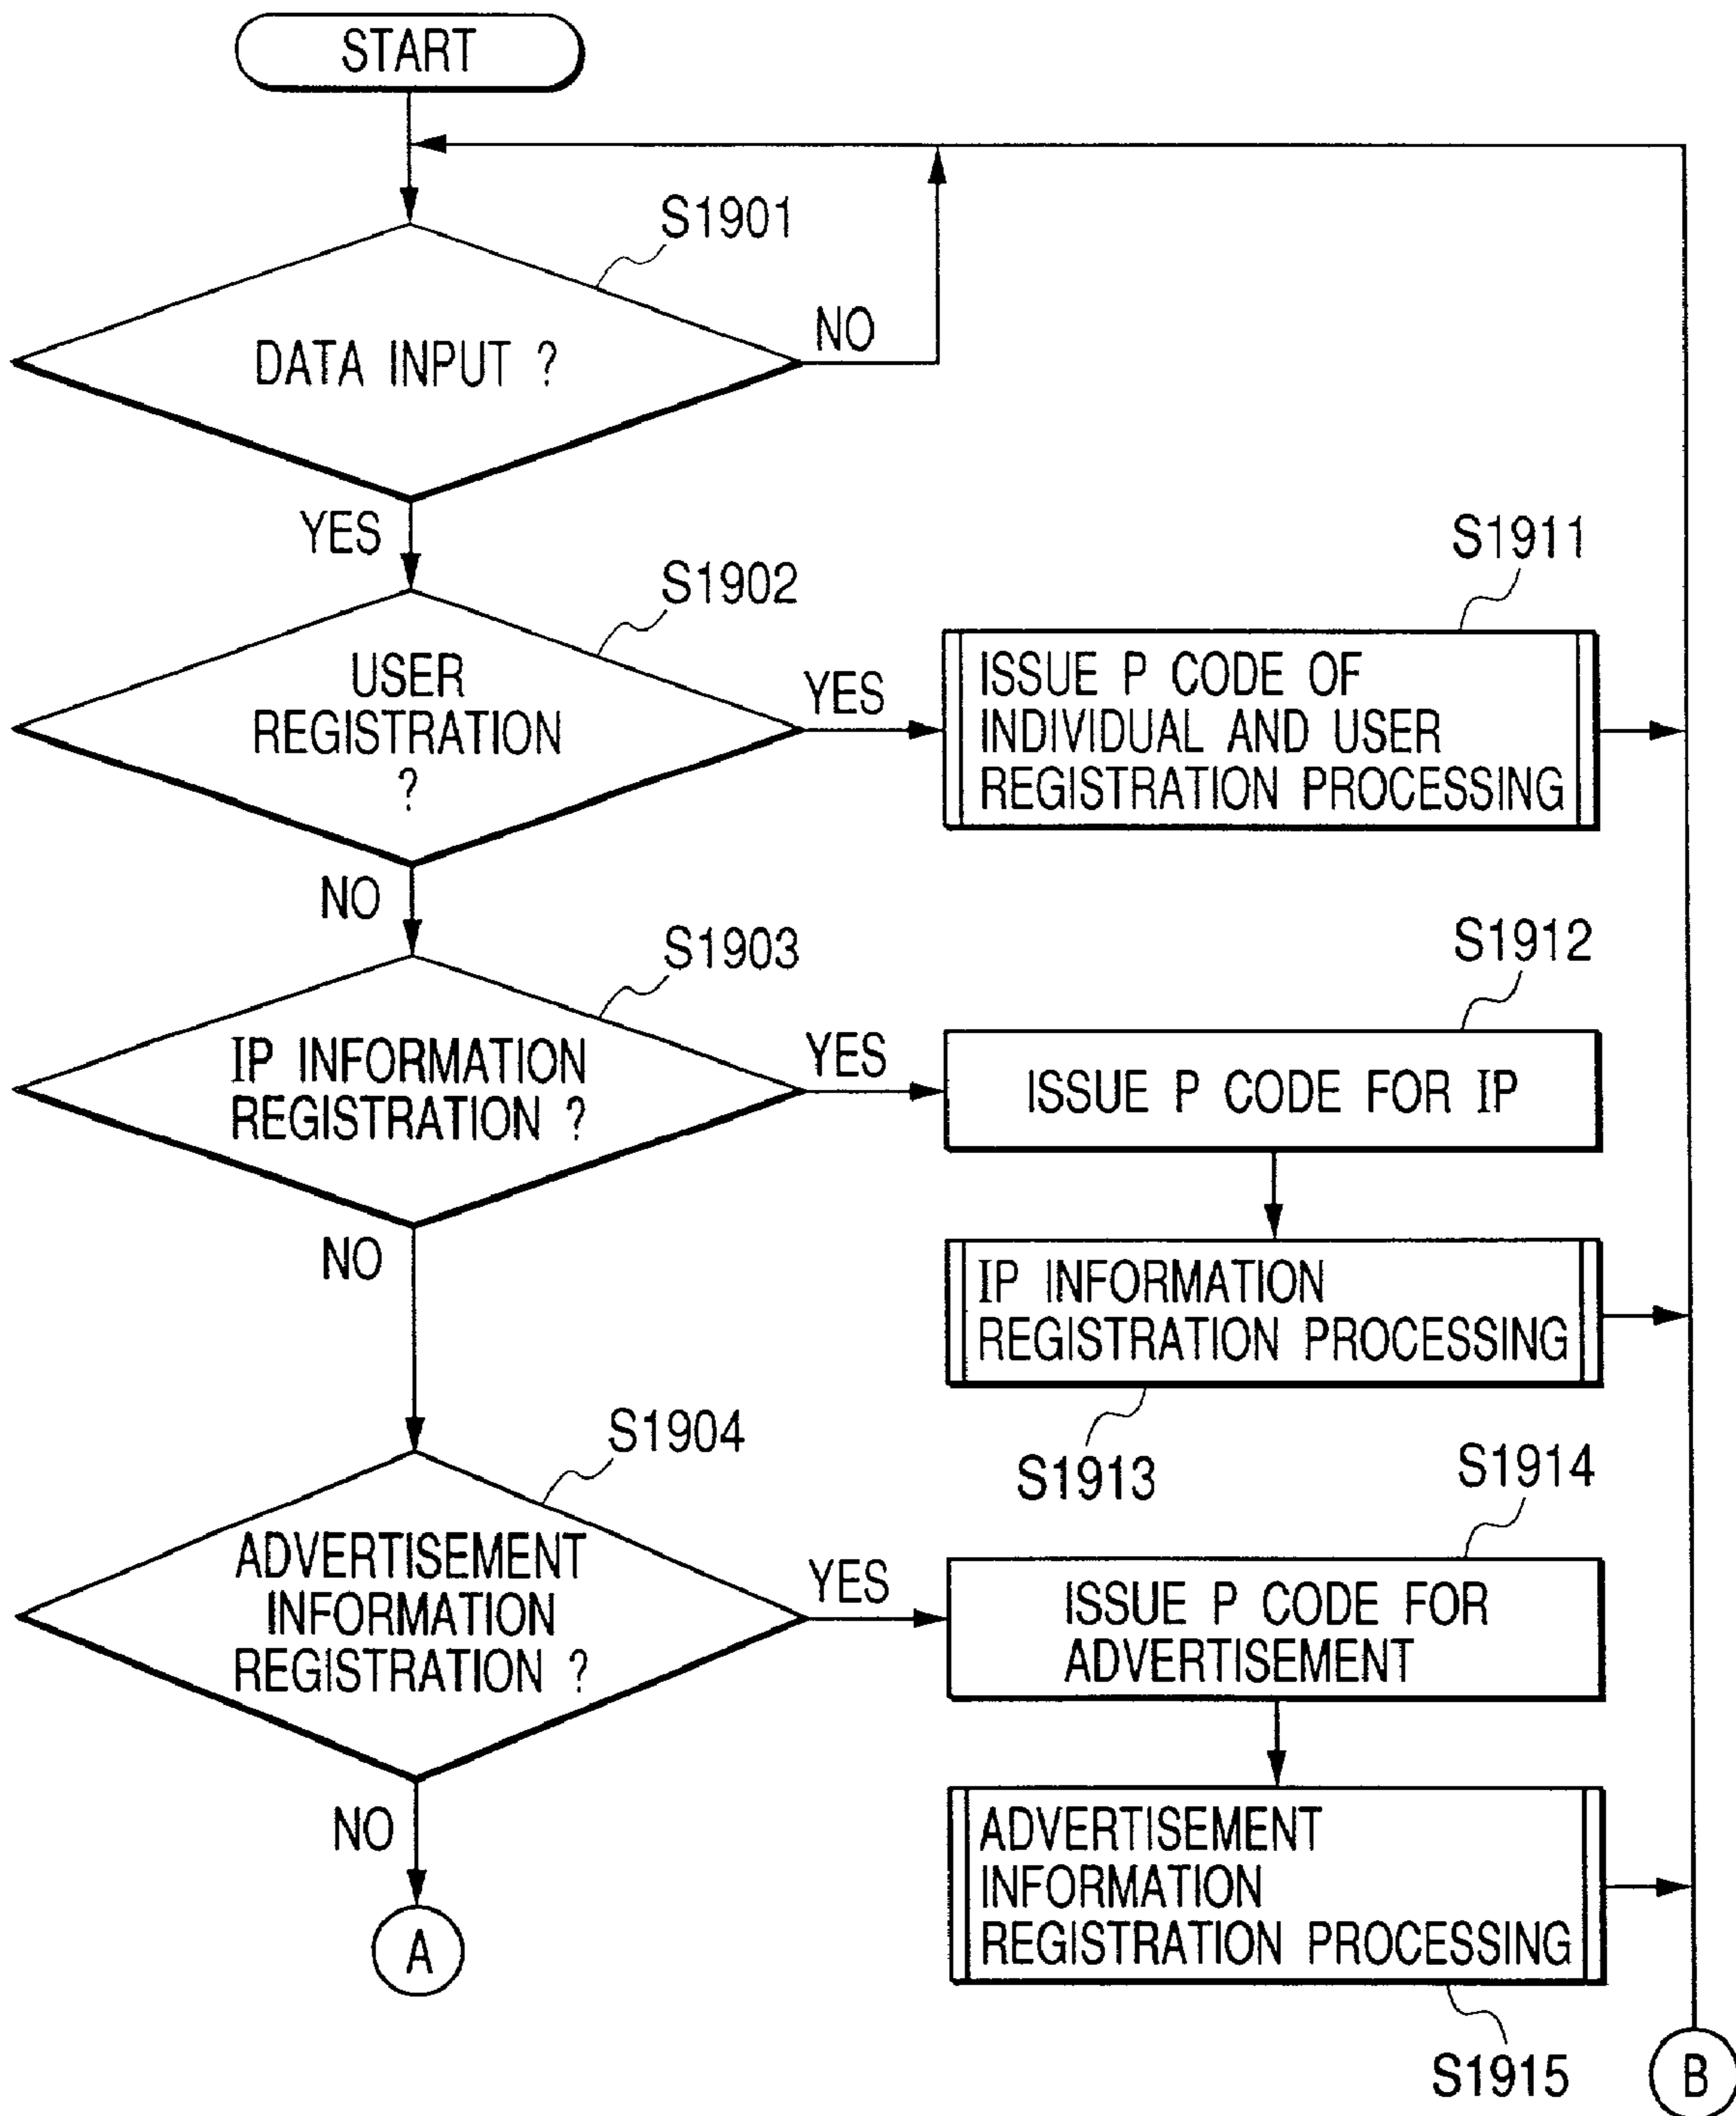 START
S1901
DATA INPUT ?
NO
YES
S1902
USER
REGISTRATION
?
YES
S1911
ISSUE P CODE OF
INDIVIDUAL AND USER
REGISTRATION PROCESSING
NO
S1903
IP INFORMATION
REGISTRATION ?
YES
S1912
ISSUE P CODE FOR IP
IP INFORMATION
REGISTRATION PROCESSING
S1913
NO
S1904
ADVERTISEMENT
INFORMATION
REGISTRATION ?
YES
S1914
ISSUE P CODE FOR
ADVERTISEMENT
ADVERTISEMENT
INFORMATION
REGISTRATION PROCESSING
S1915
NO
A
B